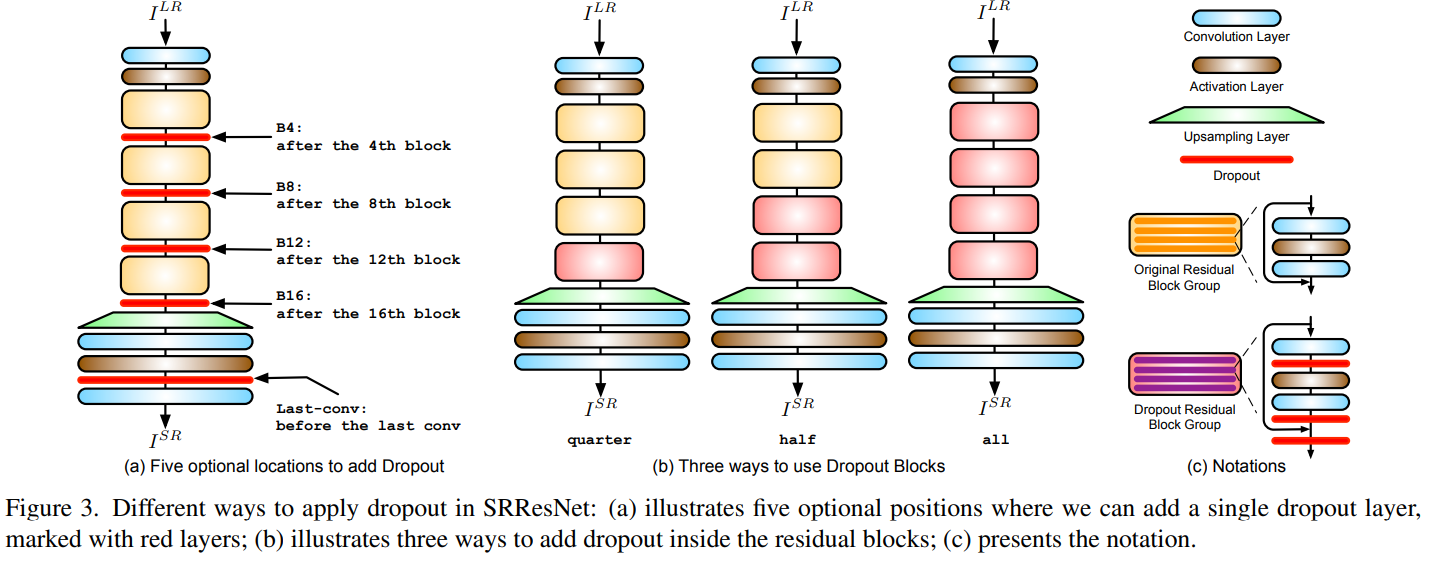 I^{LR}
B4:
after the 4th block
B8:
after the 8th block
B12:
after the 12th block
B16:
after the 16th block
Last-conv:
before the last conv
I^{SR}
(a) Five optional locations to add Dropout
I^{LR}
I^{LR}
I^{LR}
I^{SR}
I^{SR}
I^{SR}
quarter
half
all
(b) Three ways to use Dropout Blocks
Convolution Layer
Activation Layer
Upsampling Layer
Dropout
Original Residual
Block Group
Dropout Residual
Block Group
(c) Notations
Figure 3. Different ways to apply dropout in SRResNet: (a) illustrates five optional positions where we can add a single dropout layer,
marked with red layers; (b) illustrates three ways to add dropout inside the residual blocks; (c) presents the notation.